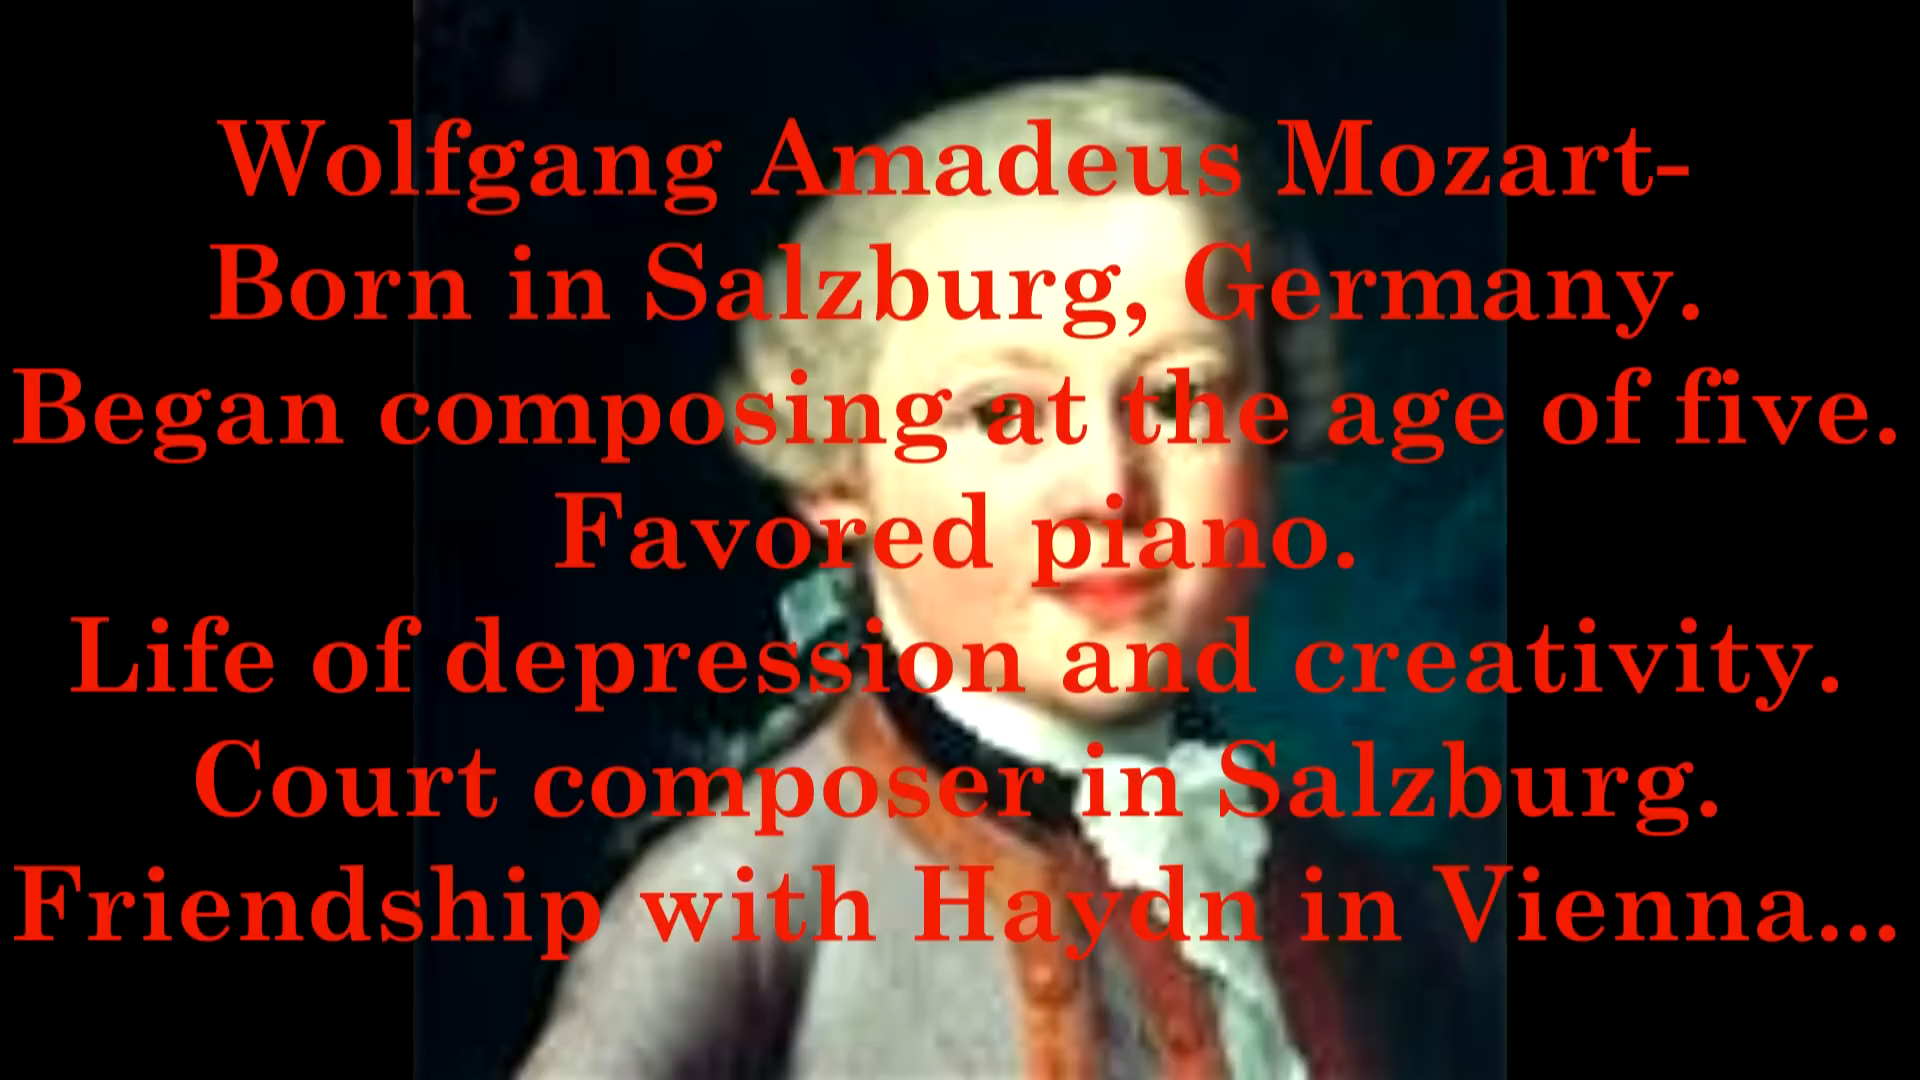 Wolfgang Amadeus Mozart-
Born in Salzburg, Germany.
Began composing at the age of five.
Favored piano.
Life of depression and creativity.
Court composer in Salzburg.
Friendship with Haydn in Vienna...